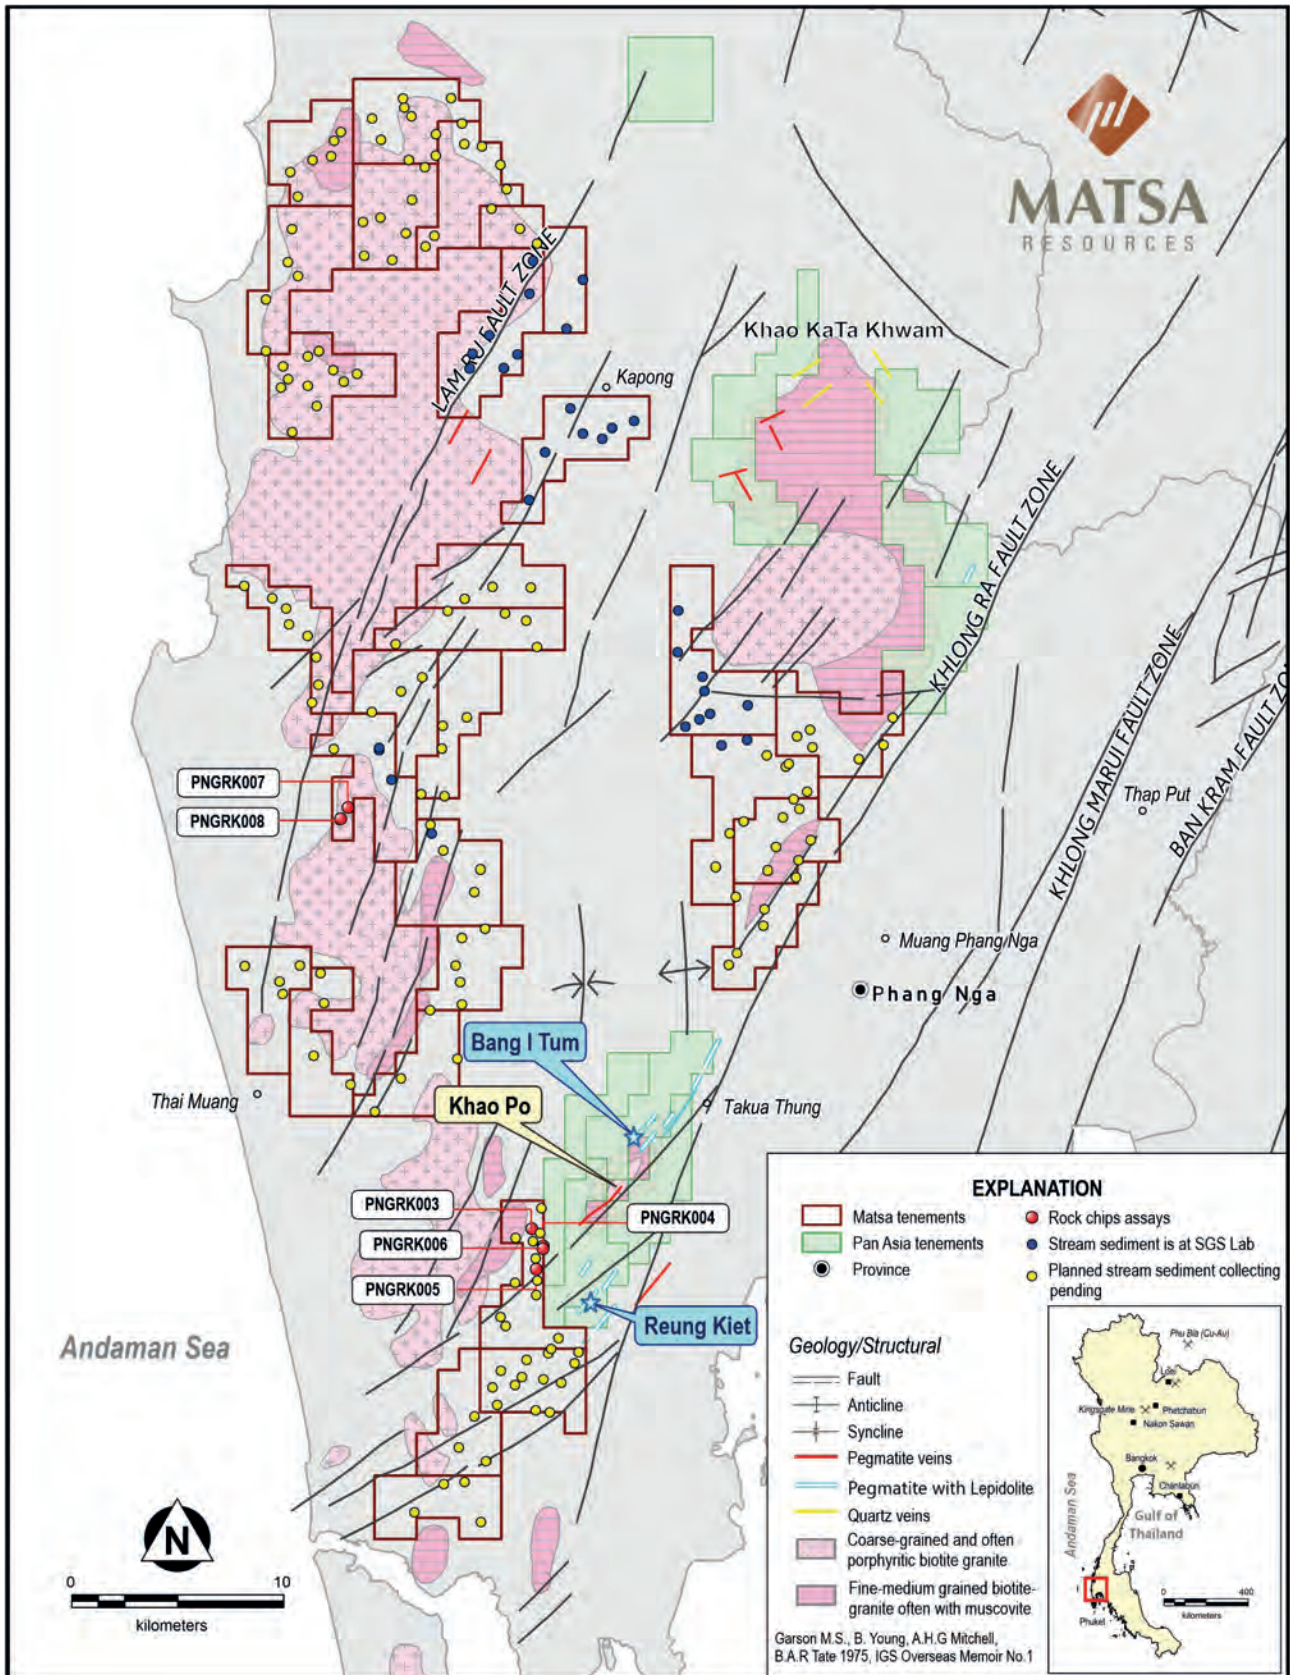 MATSA
RESOURCES
LAM RU FAULT ZONE
Khao KaTa Khwam
Kapong
KHLONG RA FAULT ZONE
KHLONG MARUI FAULT ZONE
BAN KRAM FAULT ZON
PNGRK007
PNGRK008
Thap Put
Muang Phang Nga
Phang Nga
Bang I Tum
Khao Po
Thai Muang
Takua Thung
PNGRK003
PNGRK004
PNGRK006
PNGRK005
Reung Kiet
Andaman Sea
N
0 10
kilometers
EXPLANATION
Matsa tenements
Pan Asia tenements
Province
Rock chips assays
Stream sediment is at SGS Lab
Planned stream sediment collecting
pending
Geology/Structural
Fault
Anticline
Syncline
Pegmatite veins
Pegmatite with Lepidolite
Quartz veins
Coarse-grained and often
porphyritic biotite granite
Fine-medium grained biotite-
granite often with muscovite
Garson M.S., B. Young, A.H.G Mitchell,
B.A.R Tate 1975, IGS Overseas Memoir No.1
Phu Bia (Cu-Au)
Loei
Kingsgate Mine
Phetchabun
Nakon Sawan
Bangkok
Chantabun
Gulf of
Thailand
Andaman Sea
Phuket
0 400
kilometers